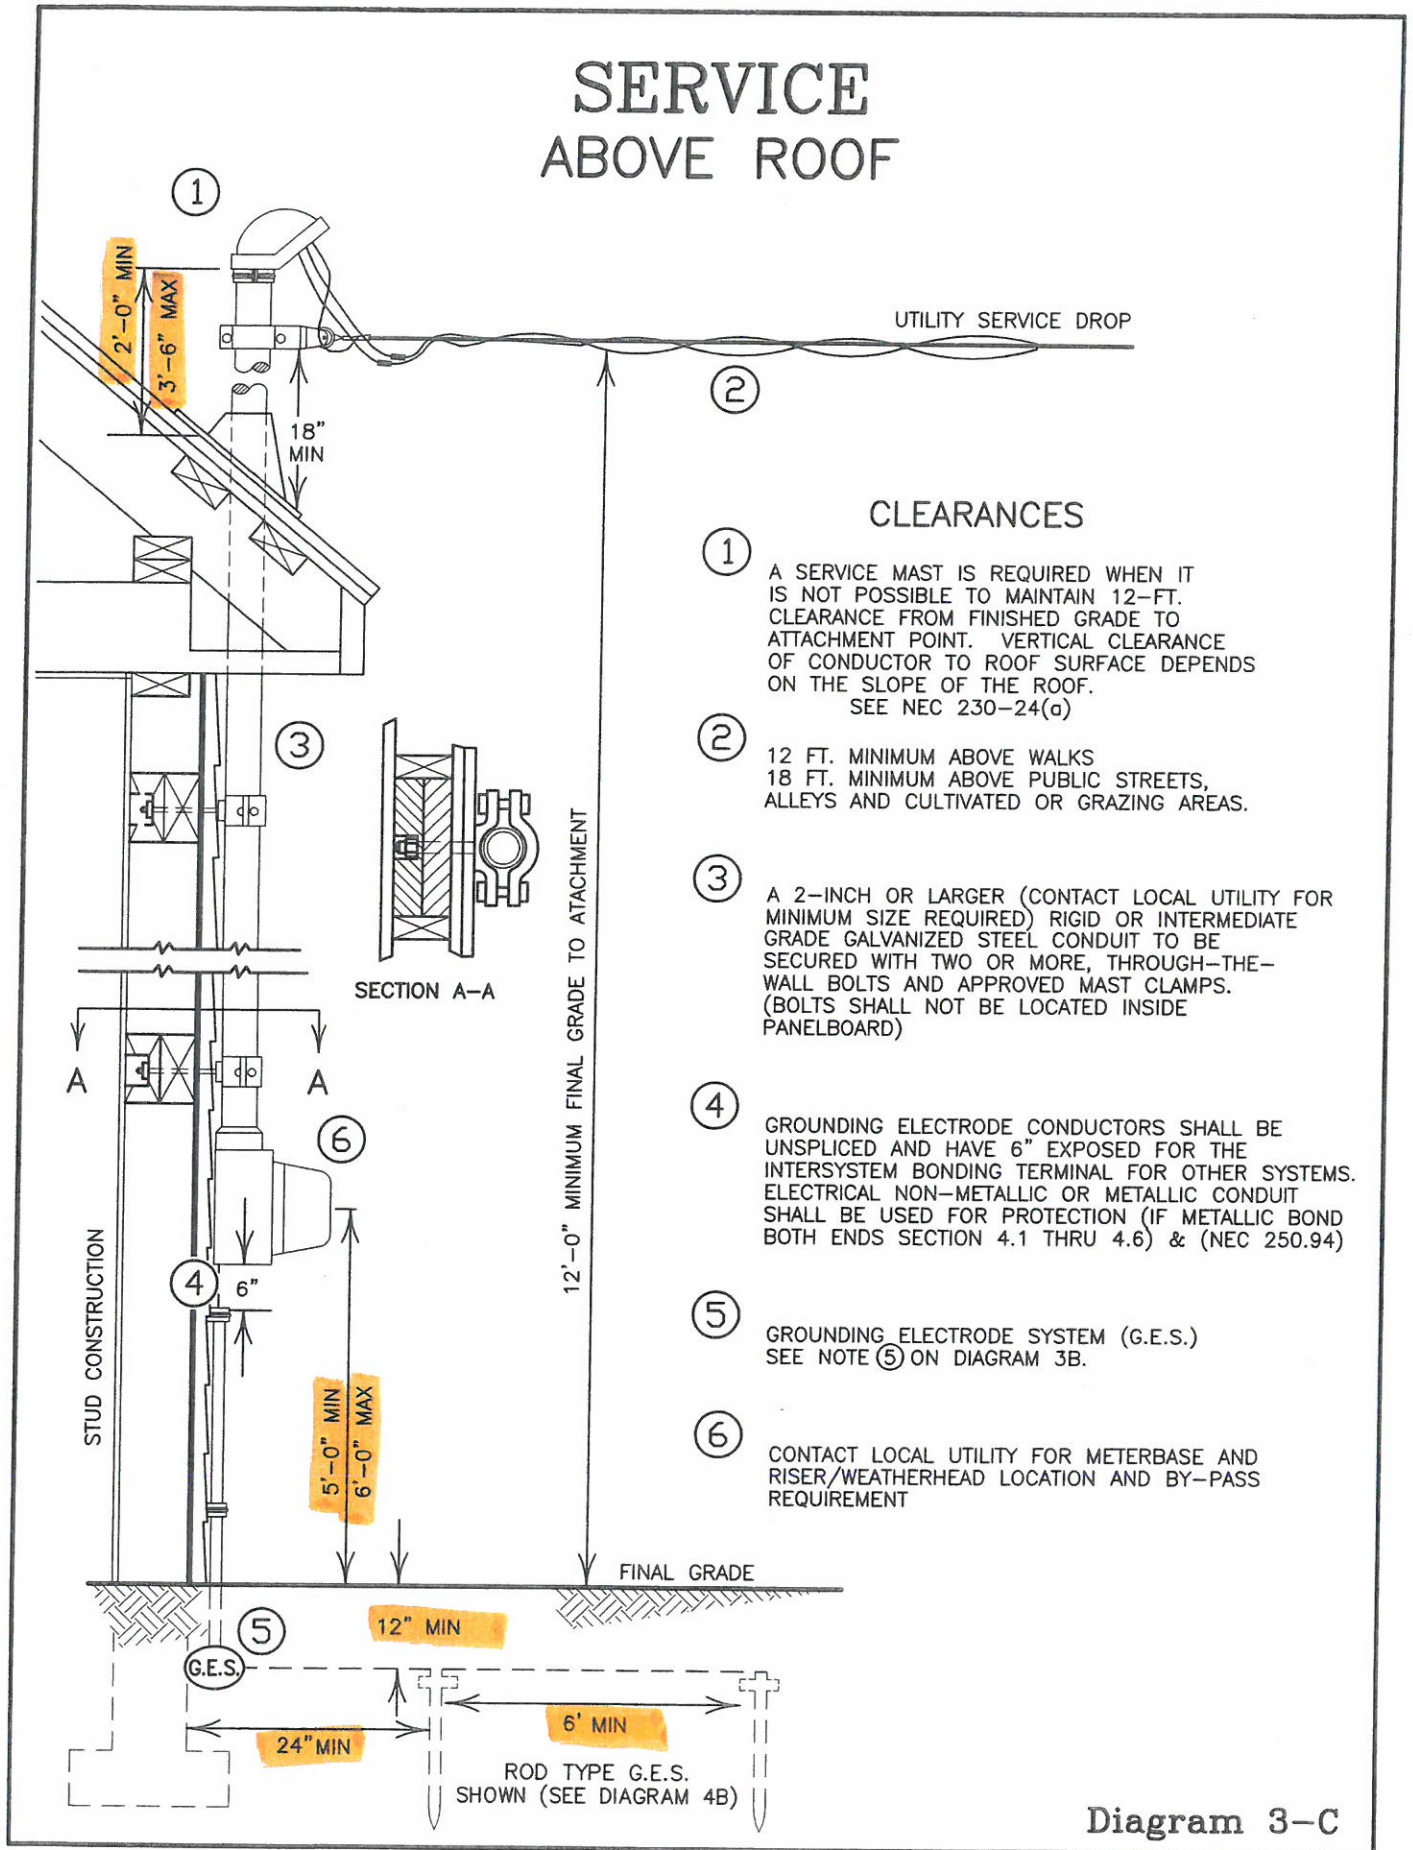 SERVICE
ABOVE ROOF
1
2'-0" MIN
3'-6" MAX
UTILITY SERVICE DROP
2
18"
MIN
CLEARANCES
1
A SERVICE MAST IS REQUIRED WHEN IT
IS NOT POSSIBLE TO MAINTAIN 12-FT.
CLEARANCE FROM FINISHED GRADE TO
ATTACHMENT POINT. VERTICAL CLEARANCE
OF CONDUCTOR TO ROOF SURFACE DEPENDS
ON THE SLOPE OF THE ROOF.
SEE NEC 230-24(a)
2
12 FT. MINIMUM ABOVE WALKS
18 FT. MINIMUM ABOVE PUBLIC STREETS,
ALLEYS AND CULTIVATED OR GRAZING AREAS.
3
A 2-INCH OR LARGER (CONTACT LOCAL UTILITY FOR
MINIMUM SIZE REQUIRED) RIGID OR INTERMEDIATE
GRADE GALVANIZED STEEL CONDUIT TO BE
SECURED WITH TWO OR MORE, THROUGH-THE-
WALL BOLTS AND APPROVED MAST CLAMPS.
(BOLTS SHALL NOT BE LOCATED INSIDE
PANELBOARD)
4
GROUNDING ELECTRODE CONDUCTORS SHALL BE
UNSPLICED AND HAVE 6" EXPOSED FOR THE
INTERSYSTEM BONDING TERMINAL FOR OTHER SYSTEMS.
ELECTRICAL NON-METALLIC OR METALLIC CONDUIT
SHALL BE USED FOR PROTECTION (IF METALLIC BOND
BOTH ENDS SECTION 4.1 THRU 4.6) & (NEC 250.94)
5
GROUNDING ELECTRODE SYSTEM (G.E.S.)
SEE NOTE 5 ON DIAGRAM 3B.
6
CONTACT LOCAL UTILITY FOR METERBASE AND
RISER/WEATHERHEAD LOCATION AND BY-PASS
REQUIREMENT
3
SECTION A-A
A
A
6
12'-0" MINIMUM FINAL GRADE TO ATACHMENT
STUD CONSTRUCTION
4
6"
5'-0" MIN
6'-0" MAX
FINAL GRADE
5
12" MIN
G.E.S.
24" MIN
6' MIN
ROD TYPE G.E.S.
SHOWN (SEE DIAGRAM 4B)
Diagram 3-C